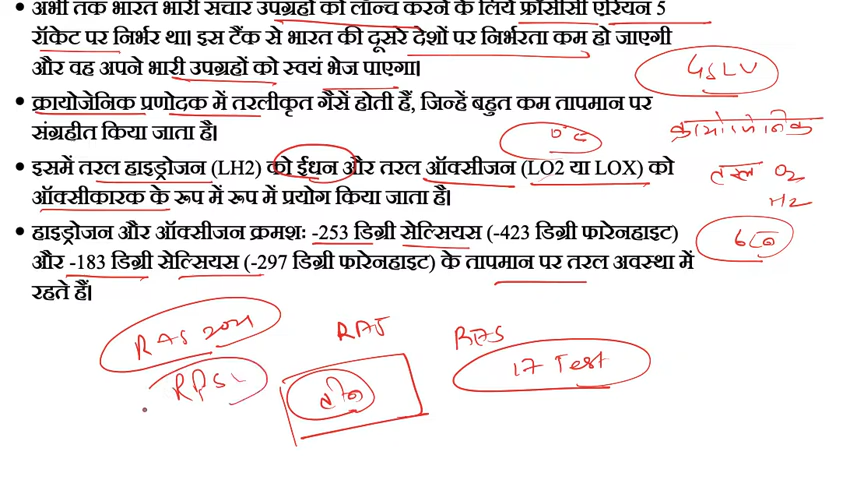 अभी तक भारत भारी संचार उपग्रहों को लॉन्च करने के लिये फ्रांसीसी एरियन 5
रॉकेट पर निर्भर था। इस टैंक से भारत की दूसरे देशों पर निर्भरता कम हो जाएगी
और वह अपने भारी उपग्रहों को स्वयं भेज पाएगा।
GSLV
क्रायोजेनिक प्रणोदक में तरलीकृत गैसें होती हैं, जिन्हें बहुत कम तापमान पर
संग्रहीत किया जाता है।
0°C
क्रायोजेनिक
इसमें तरल हाइड्रोजन (LH2) को ईंधन और तरल ऑक्सीजन (LO2 या LOX) को
ऑक्सीकारक के रूप में रूप में प्रयोग किया जाता है।
तरल O2
H2
हाइड्रोजन और ऑक्सीजन क्रमशः -253 डिग्री सेल्सियस (-423 डिग्री फारेनहाइट)
और -183 डिग्री सेल्सियस (-297 डिग्री फारेनहाइट) के तापमान पर तरल अवस्था में
रहते हैं।
RAS 2021
RAS
17 Test